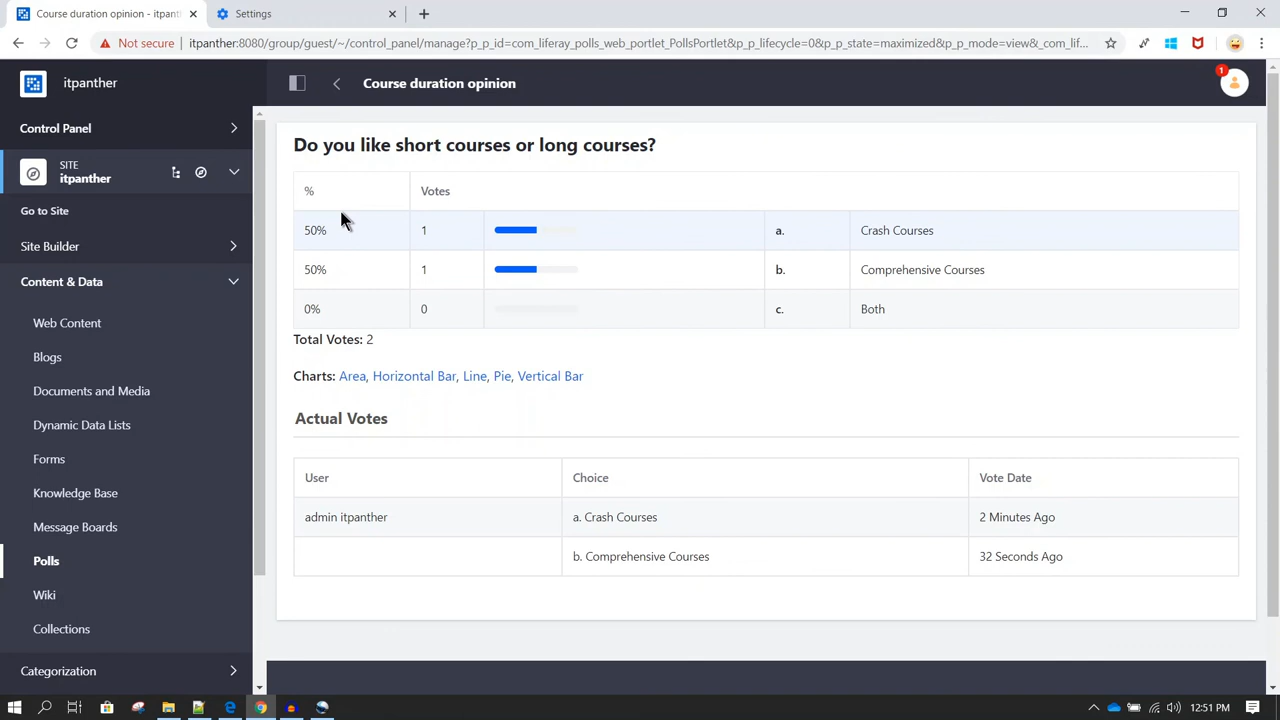 Course duration opinion - itpant
Settings
Not secure
itpanther:8080/group/guest/~/control_panel/manage?p_p_id=com_liferay_polls_web_portlet_PollsPortlet&p_p_lifecycle=0&p_p_state=maximized&p_p_mode=view&_com_lif...
itpanther
Course duration opinion
1
Control Panel
SITE
itpanther
Go to Site
Site Builder
Content & Data
Web Content
Blogs
Documents and Media
Dynamic Data Lists
Forms
Knowledge Base
Message Boards
Polls
Wiki
Collections
Categorization
Do you like short courses or long courses?
% Votes
50% 1 a. Crash Courses
50% 1 b. Comprehensive Courses
0% 0 c. Both
Total Votes: 2
Charts: Area, Horizontal Bar, Line, Pie, Vertical Bar
Actual Votes
User Choice Vote Date
admin itpanther a. Crash Courses 2 Minutes Ago
b. Comprehensive Courses 32 Seconds Ago
12:51 PM